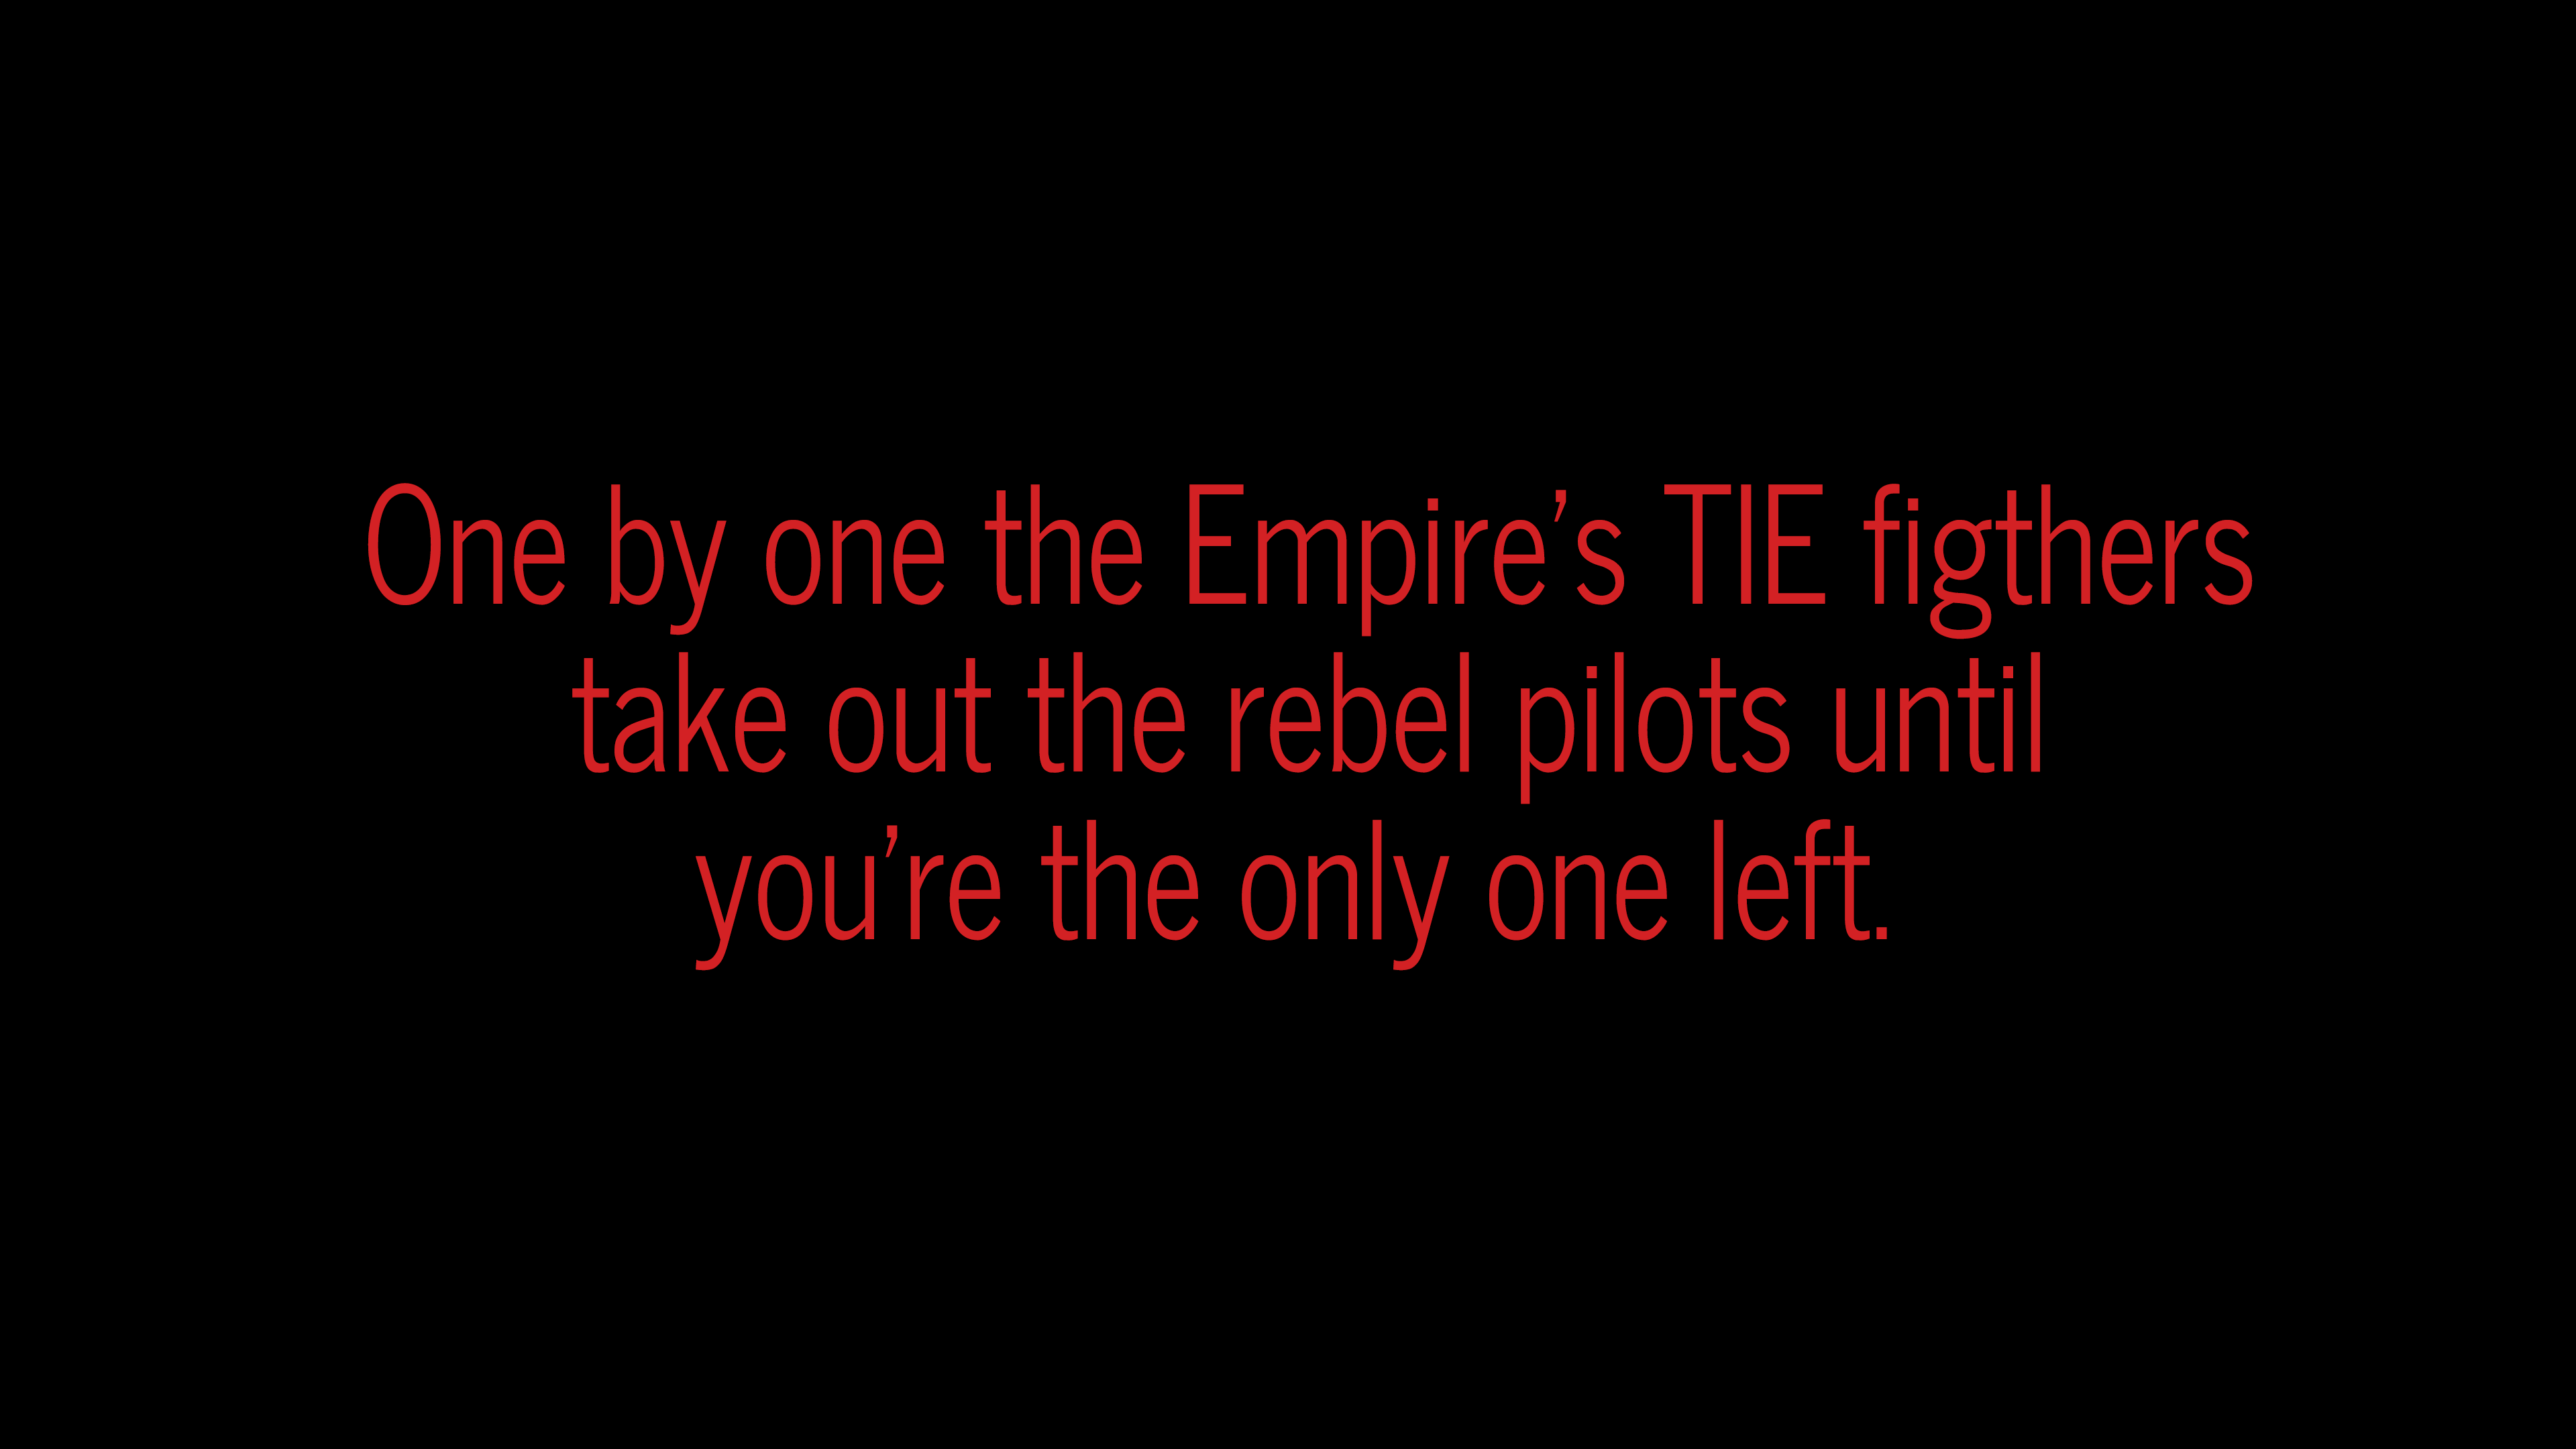 One by one the Empire’s TIE figthers
take out the rebel pilots until
you’re the only one left.